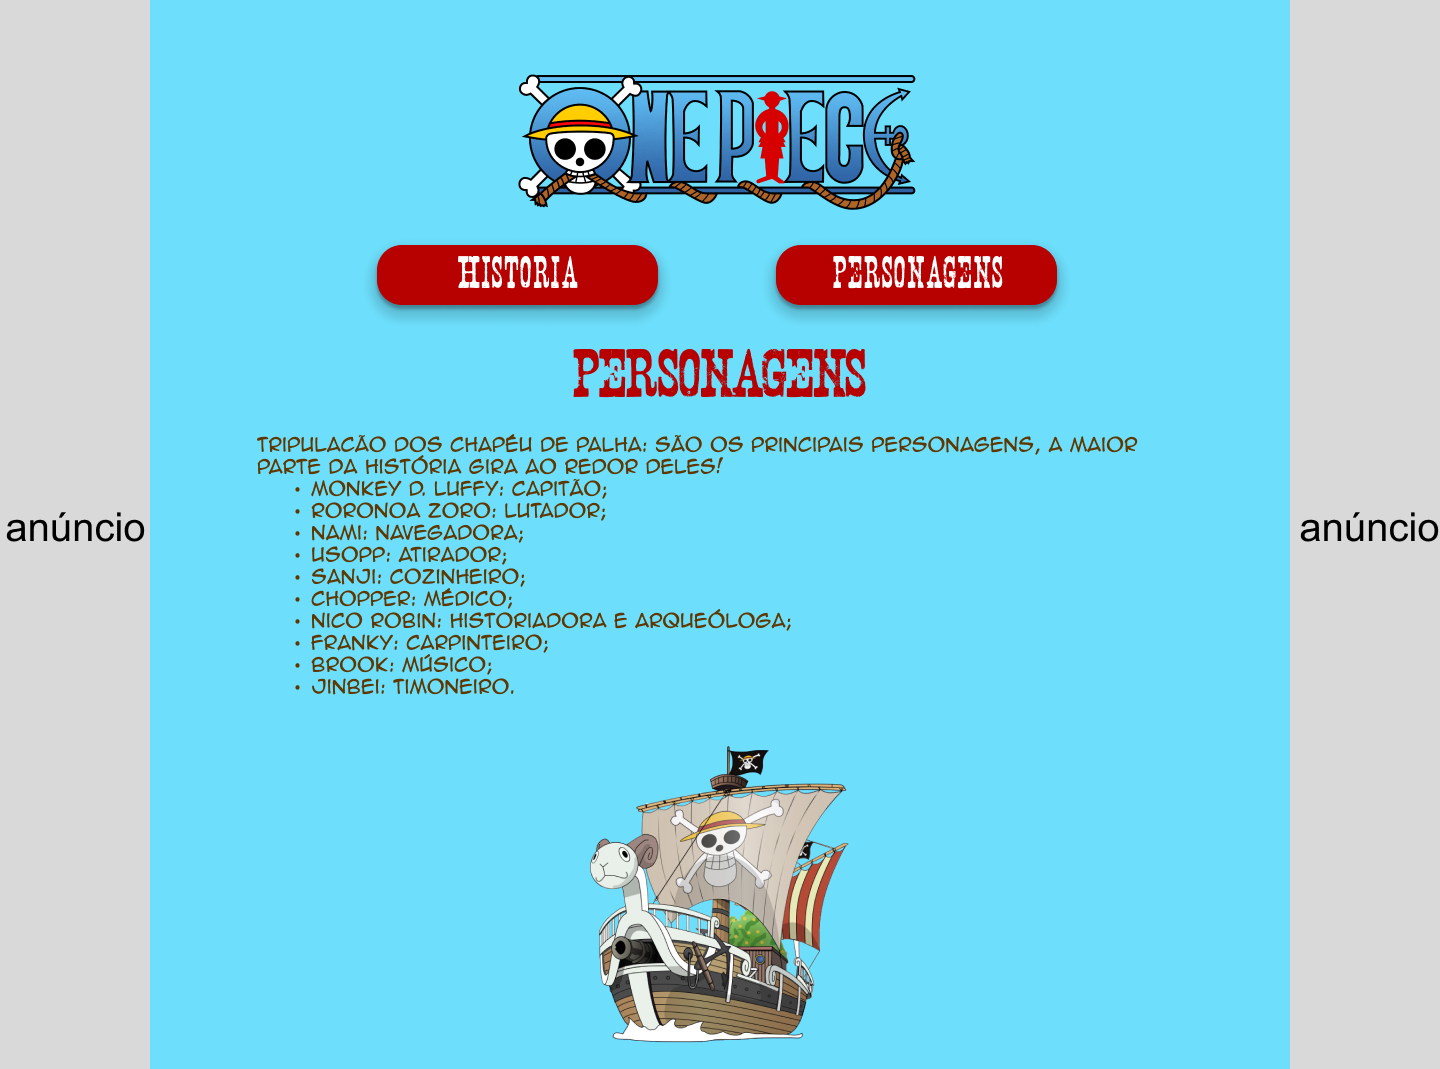 ONE PIECE
HISTORIA
PERSONAGENS
PERSONAGENS
TRIPULACÃO DOS CHAPÉU DE PALHA: SÃO OS PRINCIPAIS PERSONAGENS, A MAIOR
PARTE DA HISTÓRIA GIRA AO REDOR DELES!
• MONKEY D. LUFFY: CAPITÃO;
• RORONOA ZORO: LUTADOR;
• NAMI: NAVEGADORA;
• USOPP: ATIRADOR;
• SANJI: COZINHEIRO;
• CHOPPER: MÉDICO;
• NICO ROBIN: HISTORIADORA E ARQUEÓLOGA;
• FRANKY: CARPINTEIRO;
• BROOK: MÚSICO;
• JINBEI: TIMONEIRO.
anúncio
anúncio